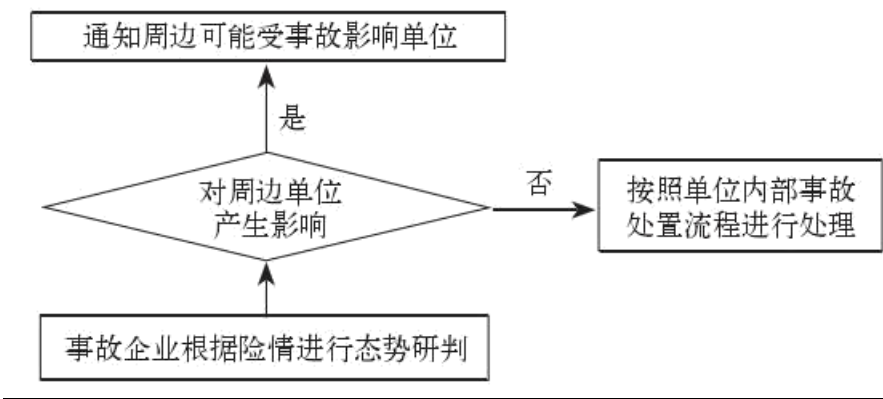 通知周边可能受事故影响单位
是
对周边单位
产生影响
否
按照单位内部事故
处置流程进行处理
事故企业根据险情进行态势研判